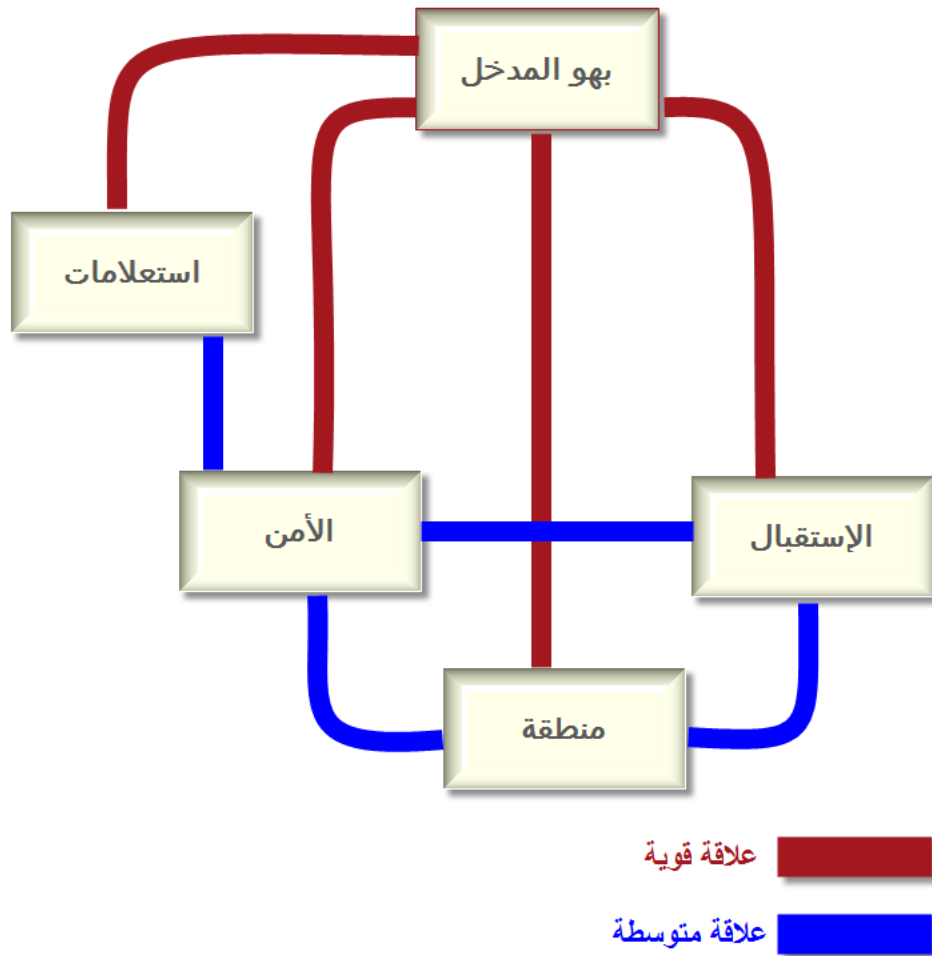 بهو المدخل
استعلامات
الأمن
الإستقبال
منطقة
علاقة قوية
علاقة متوسطة